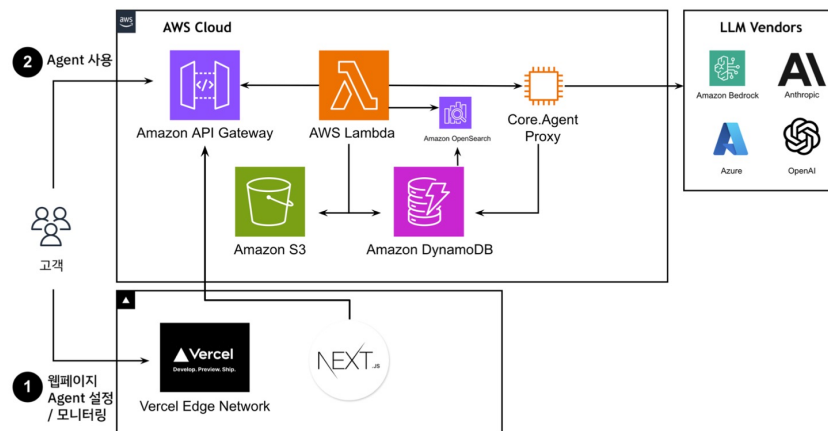 aws
AWS Cloud
LLM Vendors
2
Agent 사용
Amazon API Gateway
AWS Lambda
Amazon OpenSearch
Core.Agent
Proxy
Amazon Bedrock
Anthropic
Azure
OpenAI
Amazon S3
Amazon DynamoDB
고객
Vercel
Develop. Preview. Ship.
NEXT.JS
1
웹페이지
Agent 설정
/ 모니터링
Vercel Edge Network